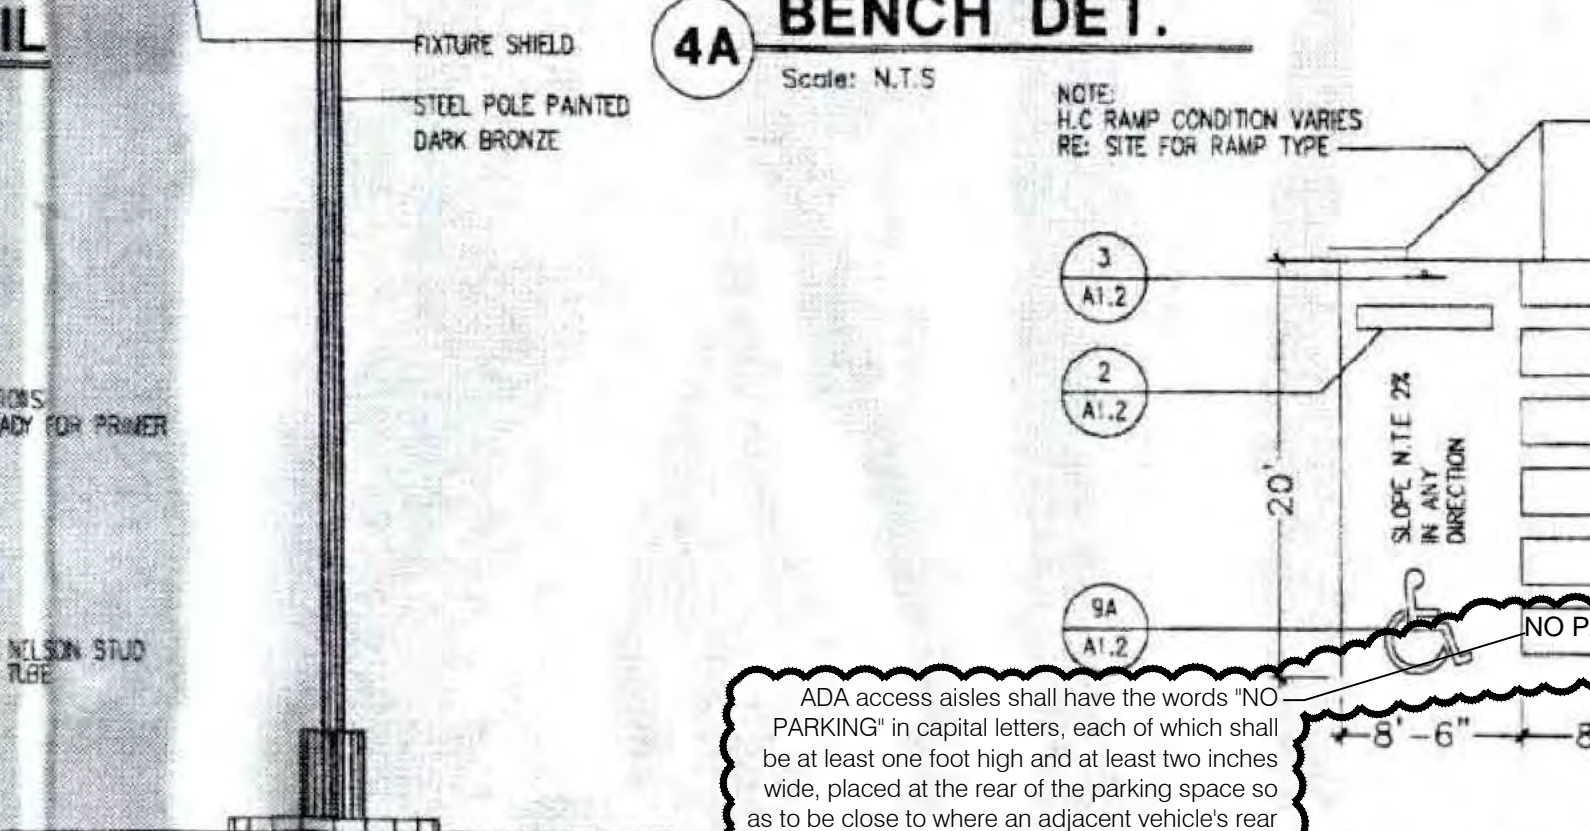 IL
FIXTURE SHIELD
STEEL POLE PAINTED
DARK BRONZE
4A
BENCH DET.
Scale: N.T.S
NOTE:
H.C RAMP CONDITION VARIES
RE: SITE FOR RAMP TYPE
3
A1.2
2
A1.2
20'
SLOPE N.T.E 2%
IN ANY
DIRECTION
9A
A1.2
FOR PRIMER
NELSON STUD
TUBE
NO P
8'-6"
8
ADA access aisles shall have the words "NO
PARKING" in capital letters, each of which shall
be at least one foot high and at least two inches
wide, placed at the rear of the parking space so
as to be close to where an adjacent vehicle's rear